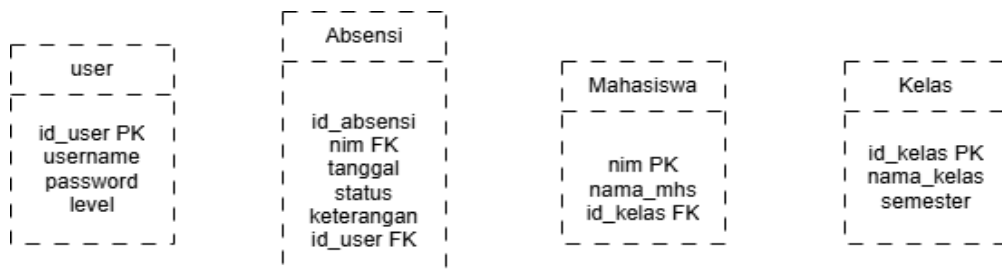 user
id_user PK
username
password
level
Absensi
id_absensi
nim FK
tanggal
status
keterangan
id_user FK
Mahasiswa
nim PK
nama_mhs
id_kelas FK
Kelas
id_kelas PK
nama_kelas
semester